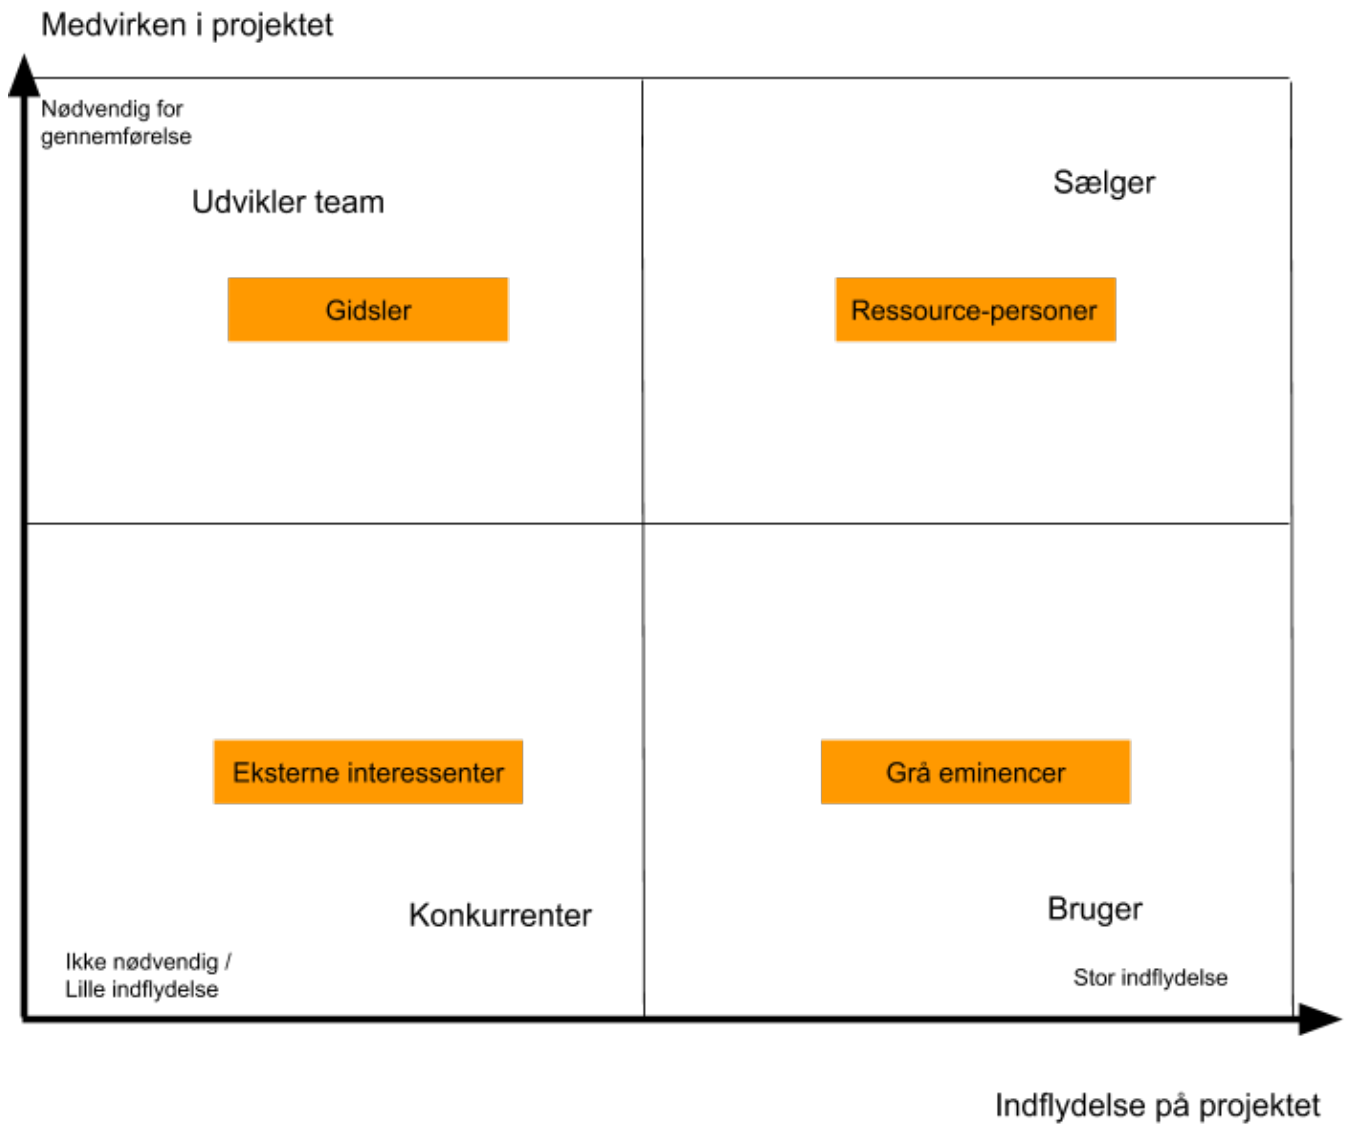 Medvirken i projektet
Nødvendig for
gennemførelse
Udvikler team
Sælger
Gidsler
Ressource-personer
Eksterne interessenter
Grå eminencer
Konkurrenter
Bruger
Ikke nødvendig /
Lille indflydelse
Stor indflydelse
Indflydelse på projektet